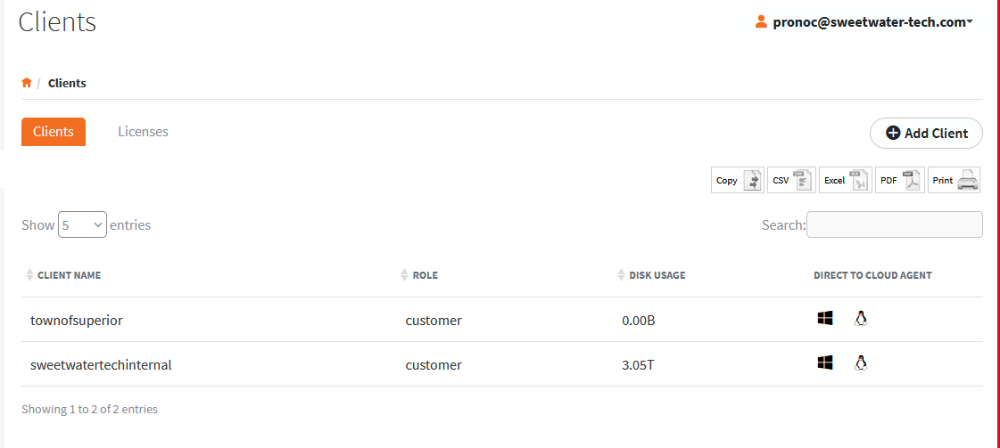 Clients
pronoc@sweetwater-tech.com
/ Clients
Clients Licenses
Add Client
Copy CSV Excel PDF Print
Show 5 entries
Search:
CLIENT NAME ROLE DISK USAGE DIRECT TO CLOUD AGENT
townofsuperior customer 0.00B
sweetwatertechinternal customer 3.05T
Showing 1 to 2 of 2 entries